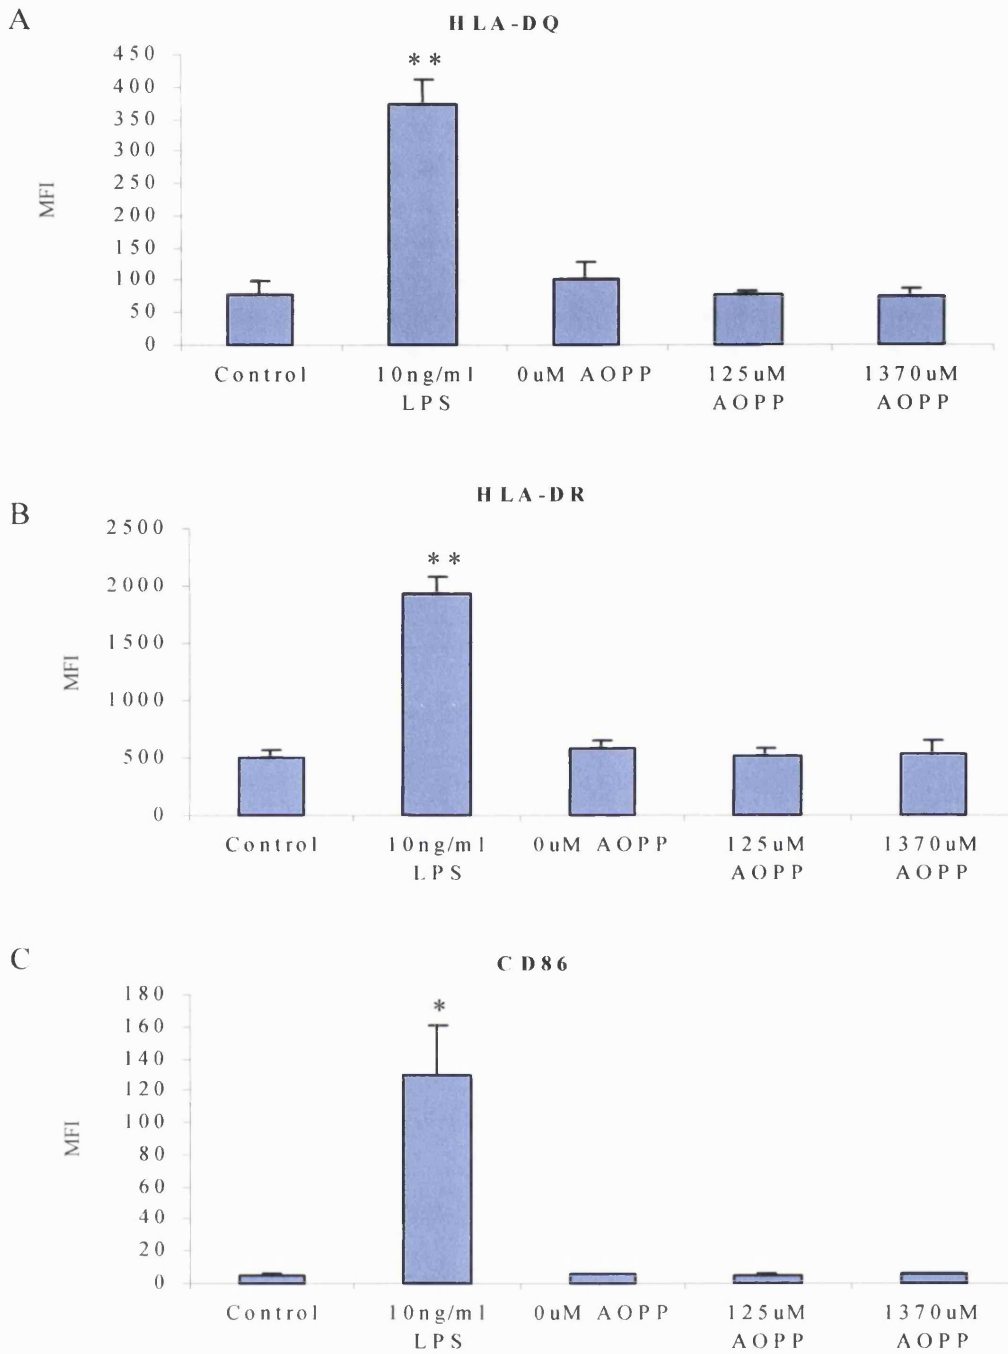 A
HLA-DQ
450
400
350
300
250
200
150
100
50
0
MFI
**
Control
10ng/ml
LPS
0uM AOPP
125uM
AOPP
1370uM
AOPP
B
HLA-DR
2500
2000
1500
1000
500
0
MFI
**
Control
10ng/ml
LPS
0uM AOPP
125uM
AOPP
1370uM
AOPP
C
CD86
180
160
140
120
100
80
60
40
20
0
MFI
*
Control
10ng/ml
LPS
0uM AOPP
125uM
AOPP
1370uM
AOPP